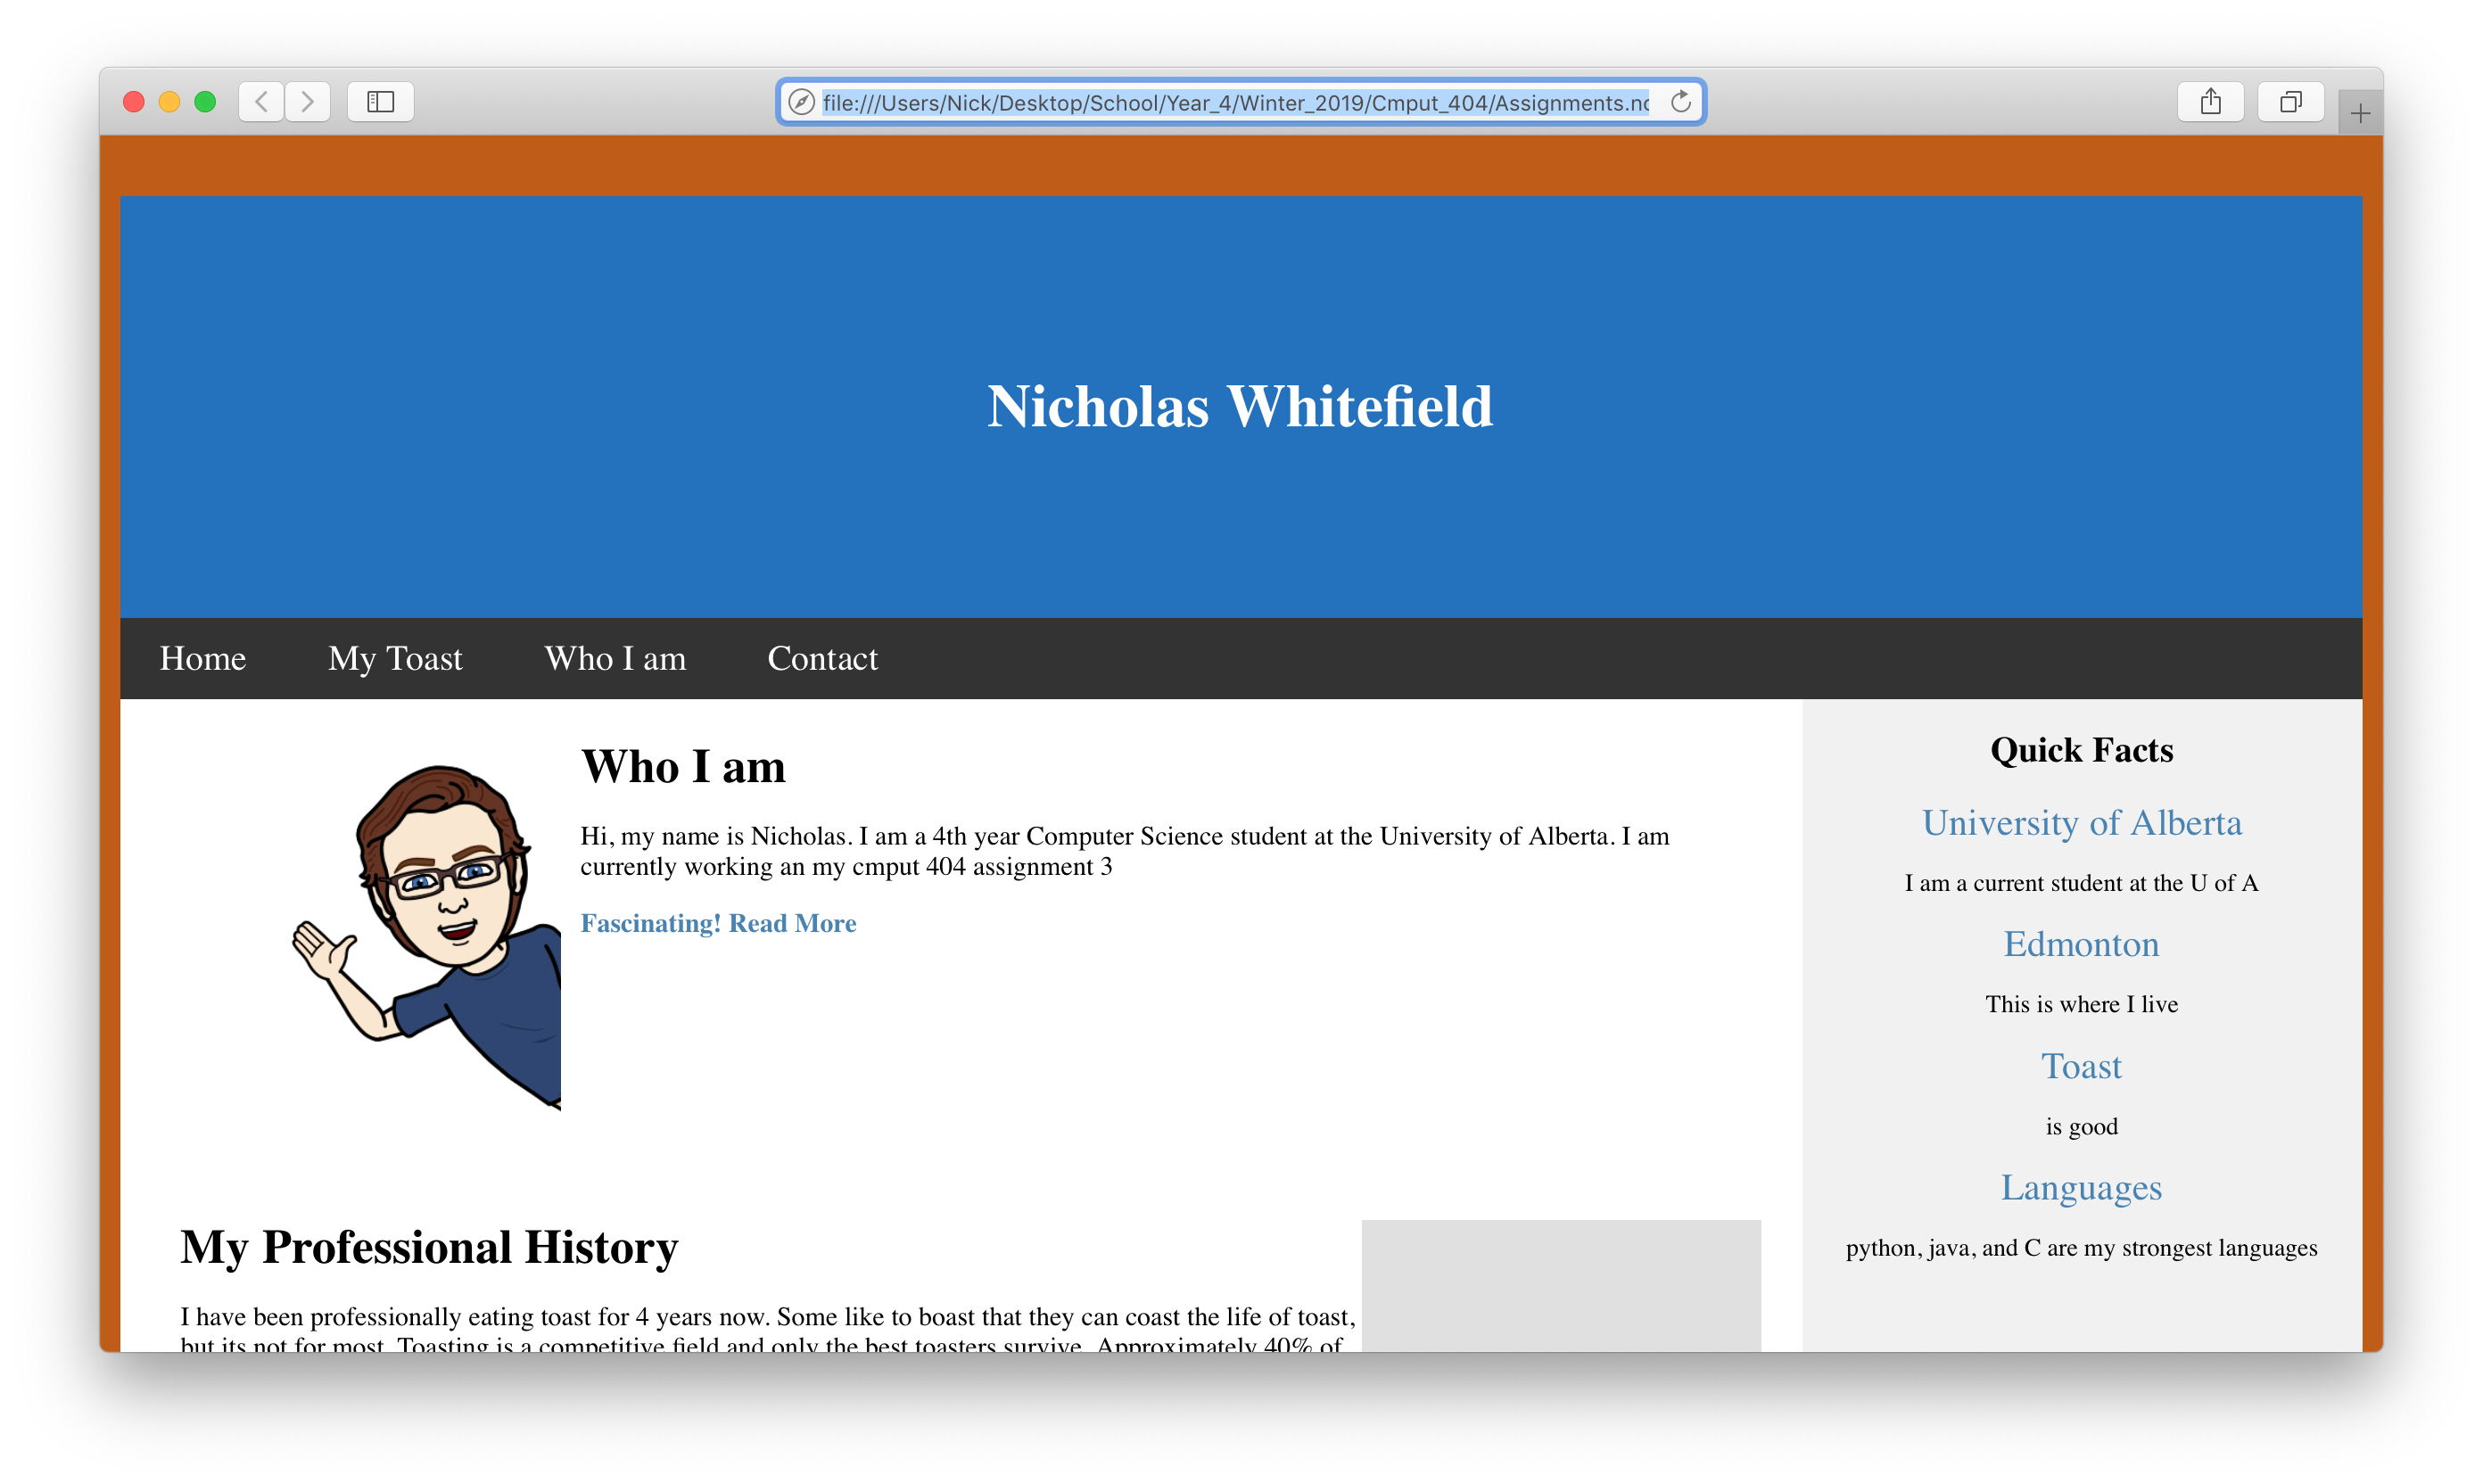 file:///Users/Nick/Desktop/School/Year_4/Winter_2019/Cmput_404/Assignments.nc
Nicholas Whitefield
Home My Toast Who I am Contact
Who I am
Hi, my name is Nicholas. I am a 4th year Computer Science student at the University of Alberta. I am
currently working an my cmput 404 assignment 3
Fascinating! Read More
My Professional History
I have been professionally eating toast for 4 years now. Some like to boast that they can coast the life of toast,
but its not for most. Toasting is a competitive field and only the best toasters survive. Approximately 40% of
Quick Facts
University of Alberta
I am a current student at the U of A
Edmonton
This is where I live
Toast
is good
Languages
python, java, and C are my strongest languages